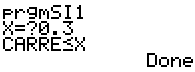 prgmSI1
X=?0.3
CARRE≤X
Done